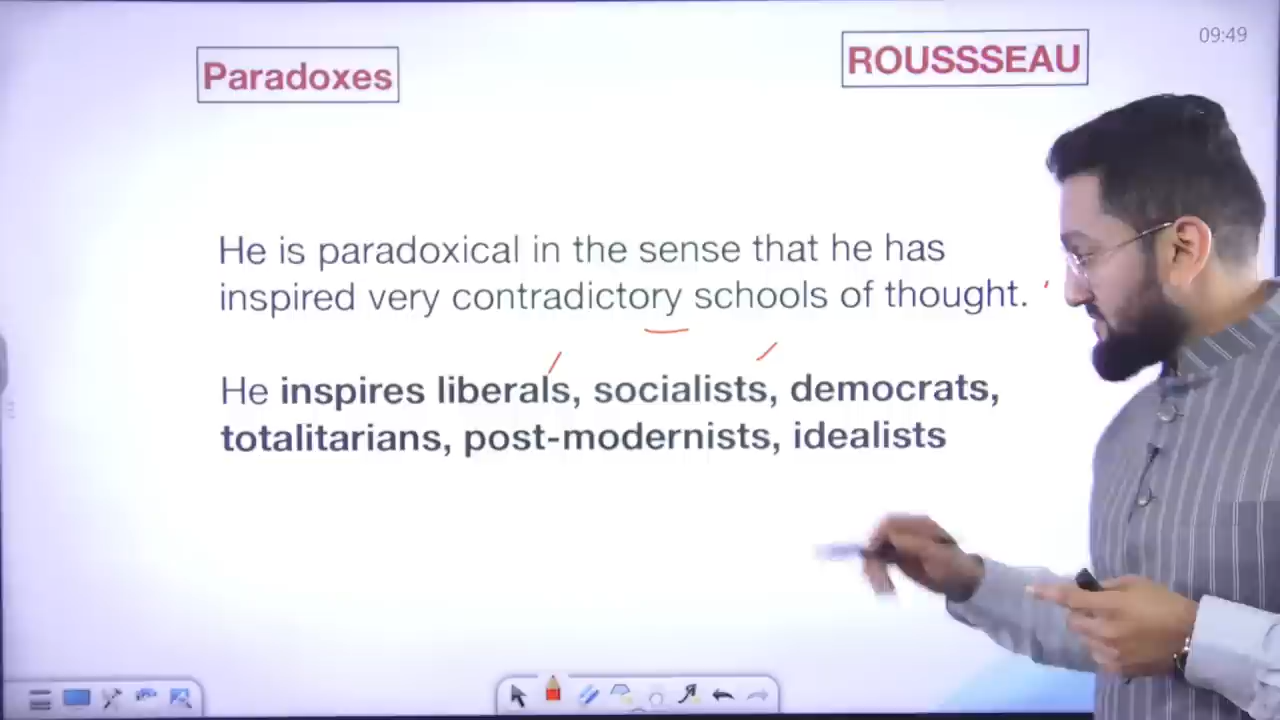 Paradoxes
ROUSSSEAU
09:49
He is paradoxical in the sense that he has
inspired very contradictory schools of thought.
He inspires liberals, socialists, democrats,
totalitarians, post-modernists, idealists